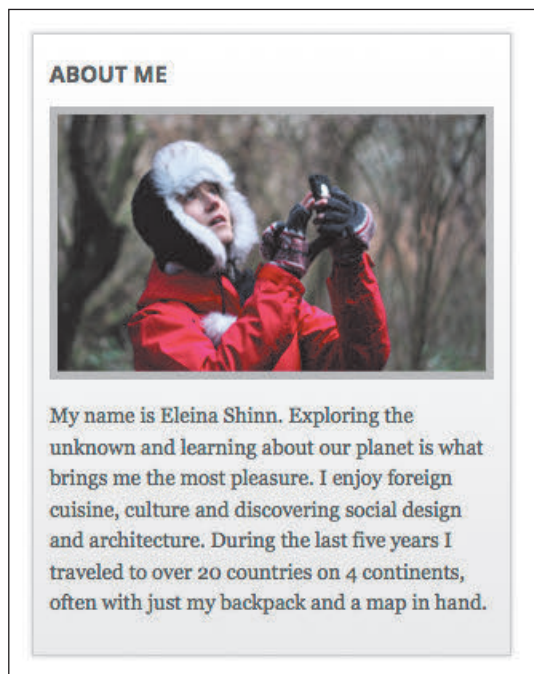 ABOUT ME
My name is Eleina Shinn. Exploring the
unknown and learning about our planet is what
brings me the most pleasure. I enjoy foreign
cuisine, culture and discovering social design
and architecture. During the last five years I
traveled to over 20 countries on 4 continents,
often with just my backpack and a map in hand.